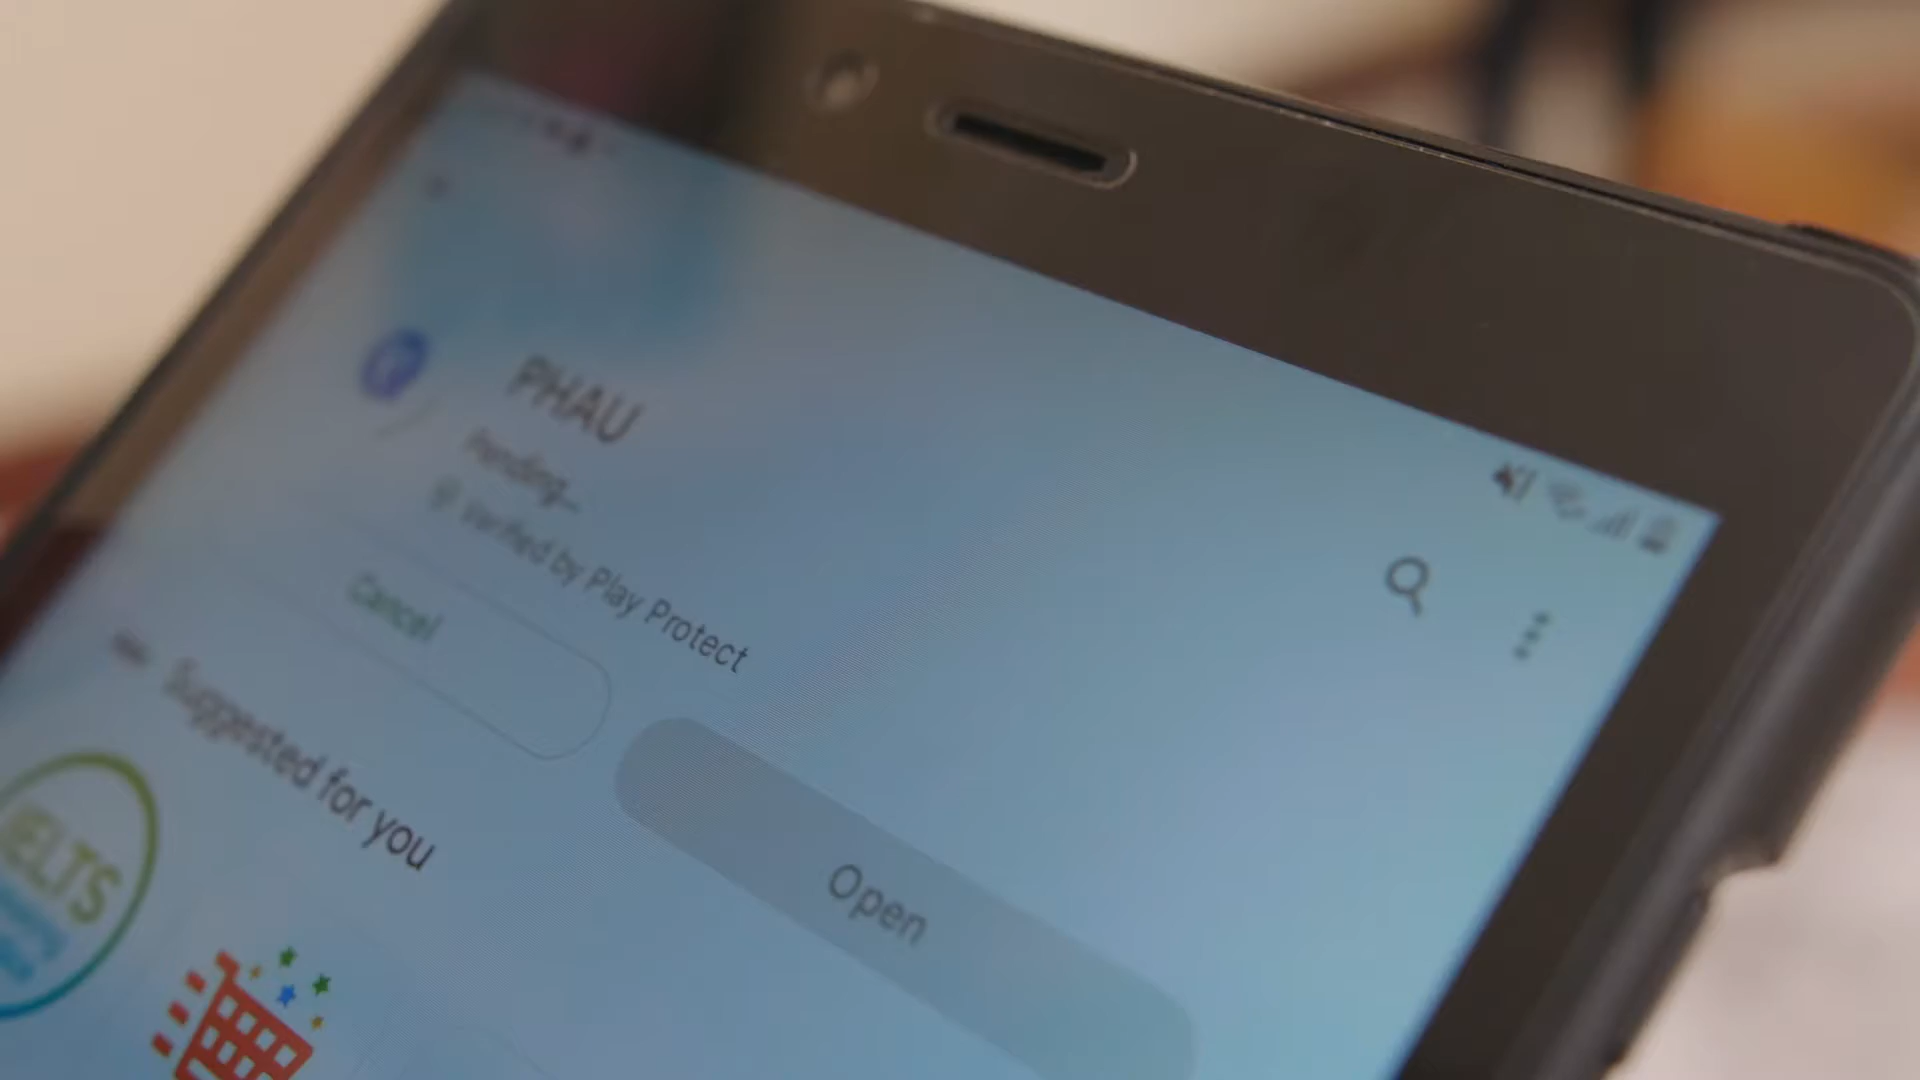 PHAU
Pending...
Verified by Play Protect
Cancel
Open
Suggested for you
IELTS